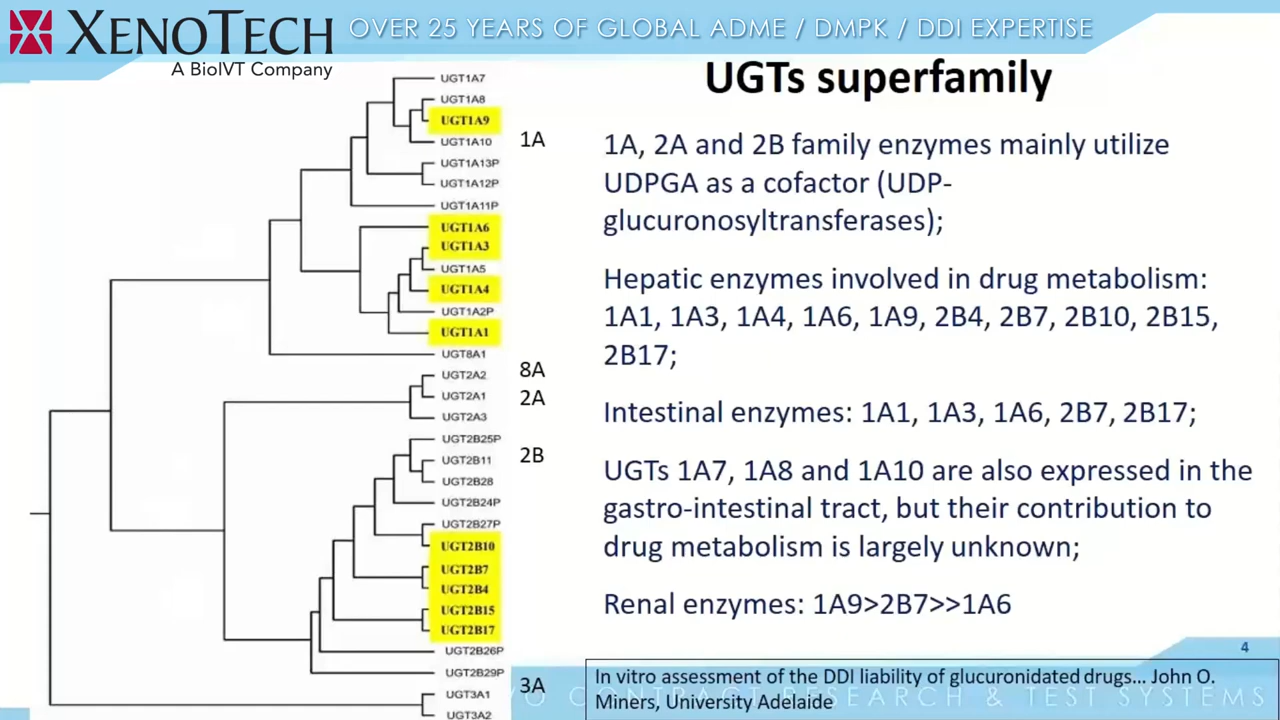 XENOTECH
A BioIVT Company
OVER 25 YEARS OF GLOBAL ADME / DMPK / DDI EXPERTISE
UGTs superfamily
UGT1A7
UGT1A8
UGT1A9
UGT1A10
UGT1A13P
UGT1A12P
UGT1A11P
UGT1A6
UGT1A3
UGT1A5
UGT1A4
UGT1A2P
UGT1A1
UGT8A1
UGT2A2
UGT2A1
UGT2A3
UGT2B25P
UGT2B11
UGT2B28
UGT2B24P
UGT2B27P
UGT2B10
UGT2B7
UGT2B4
UGT2B15
UGT2B17
UGT2B26P
UGT2B29P
UGT3A1
UGT3A2
1A
8A
2A
2B
3A
1A, 2A and 2B family enzymes mainly utilize
UDPGA as a cofactor (UDP-
glucuronosyltransferases);
Hepatic enzymes involved in drug metabolism:
1A1, 1A3, 1A4, 1A6, 1A9, 2B4, 2B7, 2B10, 2B15,
2B17;
Intestinal enzymes: 1A1, 1A3, 1A6, 2B7, 2B17;
UGTs 1A7, 1A8 and 1A10 are also expressed in the
gastro-intestinal tract, but their contribution to
drug metabolism is largely unknown;
Renal enzymes: 1A9>2B7>>1A6
4
In vitro assessment of the DDI liability of glucuronidated drugs... John O.
Miners, University Adelaide
CONTRACT RESEARCH & TEST SYSTEMS